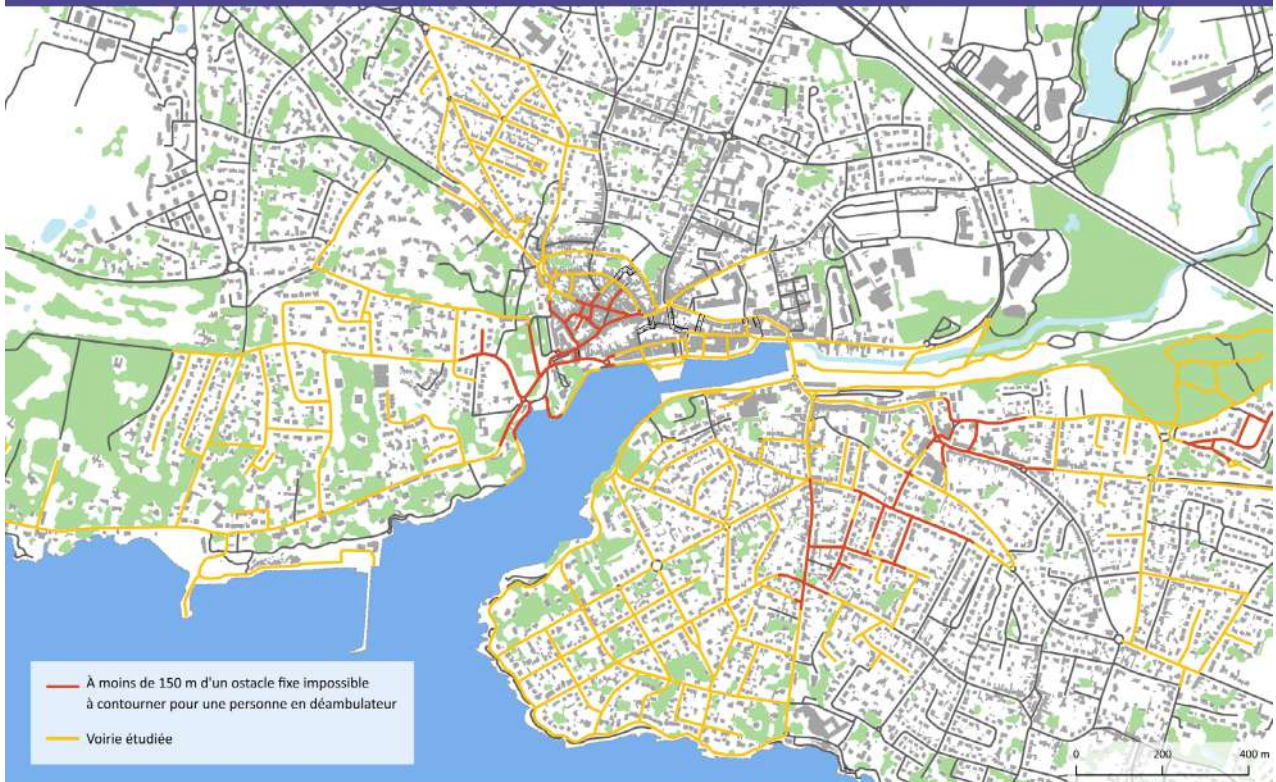 À moins de 150 m d'un ostacle fixe impossible
à contourner pour une personne en déambulateur
Voirie étudiée
0 200 400 m